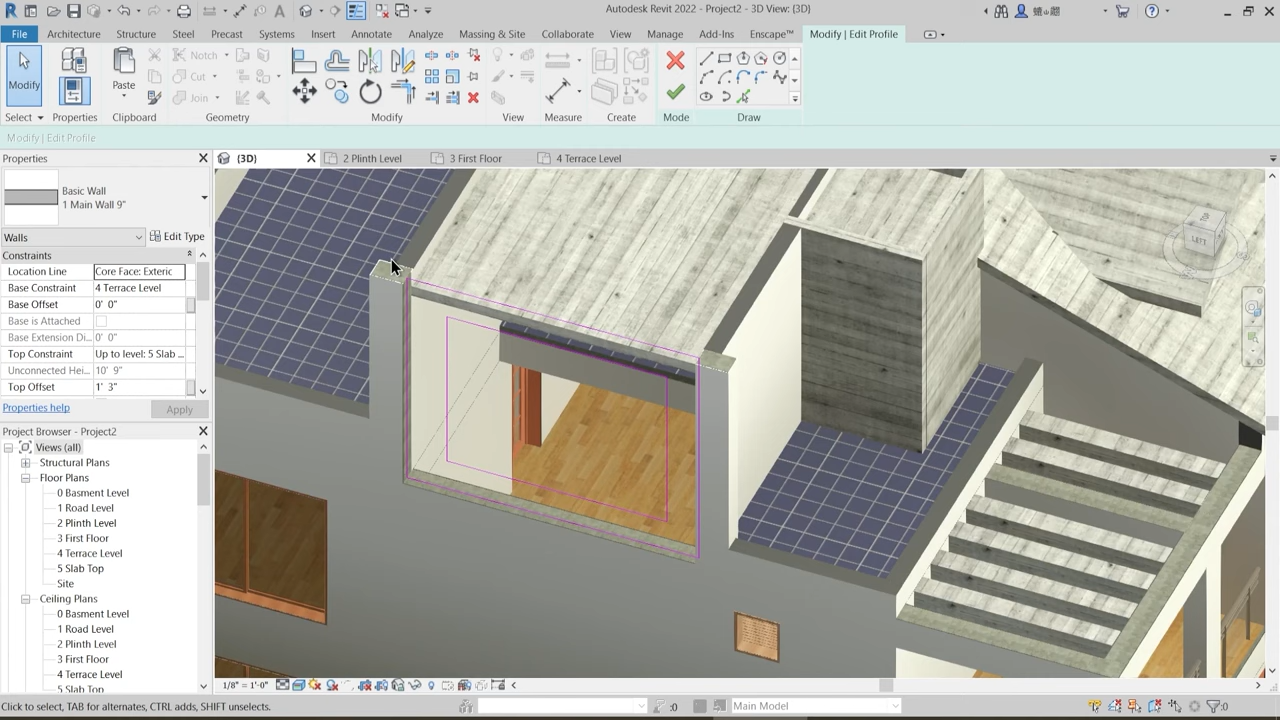 Autodesk Revit 2022 - Project2 - 3D View: {3D}
File Architecture Structure Steel Precast Systems Insert Annotate Analyze Massing & Site Collaborate View Manage Add-Ins Enscape™ Modify | Edit Profile
Modify
Paste
Notch
Cut
Join
Select Properties Clipboard Geometry Modify View Measure Create Mode Draw
Modify | Edit Profile
Properties
{3D} 2 Plinth Level 3 First Floor 4 Terrace Level
Basic Wall
1 Main Wall 9"
Walls Edit Type
Constraints
Location Line Core Face: Exteric
Base Constraint 4 Terrace Level
Base Offset 0' 0"
Base is Attached
Base Extension Di... 0' 0"
Top Constraint Up to level: 5 Slab ...
Unconnected Hei... 10' 9"
Top Offset 1' 3"
Properties help Apply
Project Browser - Project2
Views (all)
Structural Plans
Floor Plans
0 Basment Level
1 Road Level
2 Plinth Level
3 First Floor
4 Terrace Level
5 Slab Top
Site
Ceiling Plans
0 Basment Level
1 Road Level
2 Plinth Level
3 First Floor
4 Terrace Level
5 Slab Top
LEFT
1/8" = 1'-0"
Click to select, TAB for alternates, CTRL adds, SHIFT unselects.
:0
Main Model
:0